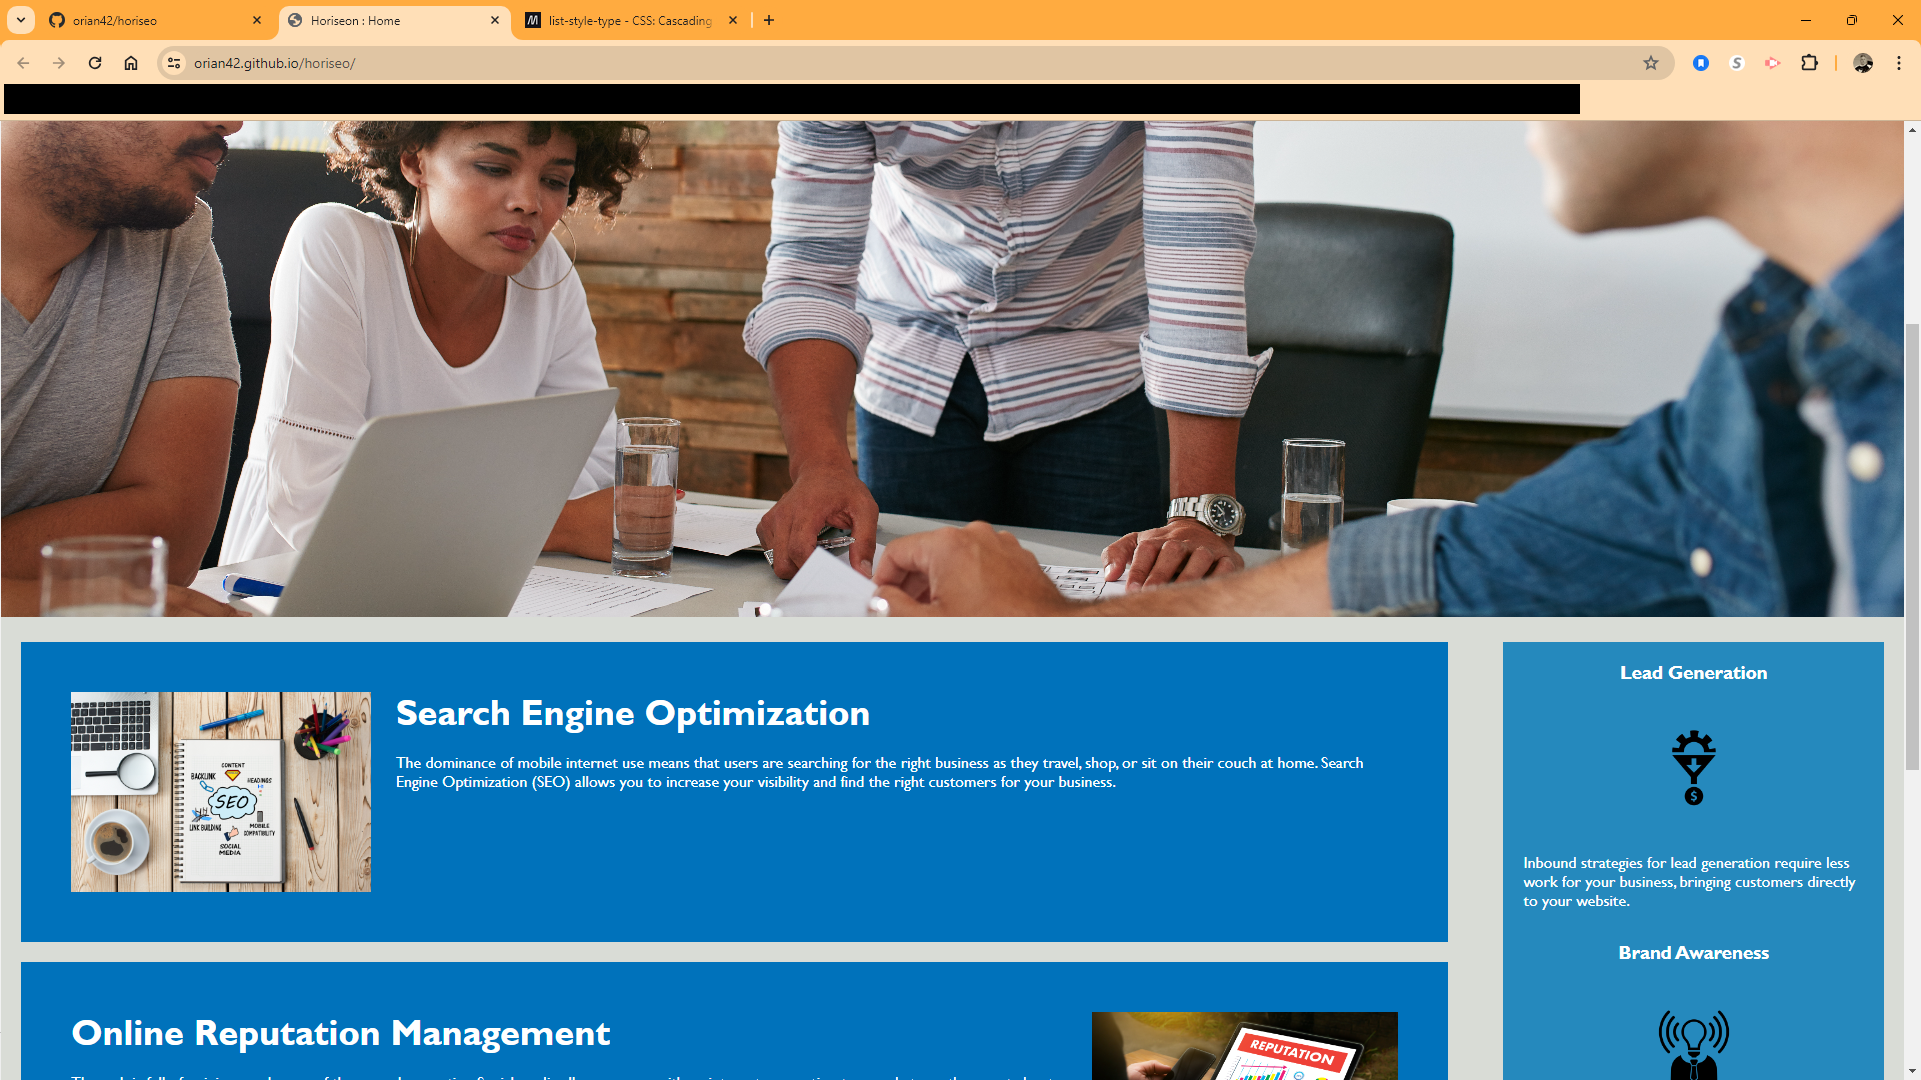 orian42/horiseo
Horiseon : Home
list-style-type - CSS: Cascading
orian42.github.io/horiseo/
Search Engine Optimization
The dominance of mobile internet use means that users are searching for the right business as they travel, shop, or sit on their couch at home. Search
Engine Optimization (SEO) allows you to increase your visibility and find the right customers for your business.
CONTENT
BACKLINK
HEADINGS
SEO
LINK BUILDING
MOBILE
COMPATIBILITY
SOCIAL
MEDIA
Lead Generation
$
Inbound strategies for lead generation require less
work for your business, bringing customers directly
to your website.
Brand Awareness
Online Reputation Management
REPUTATION